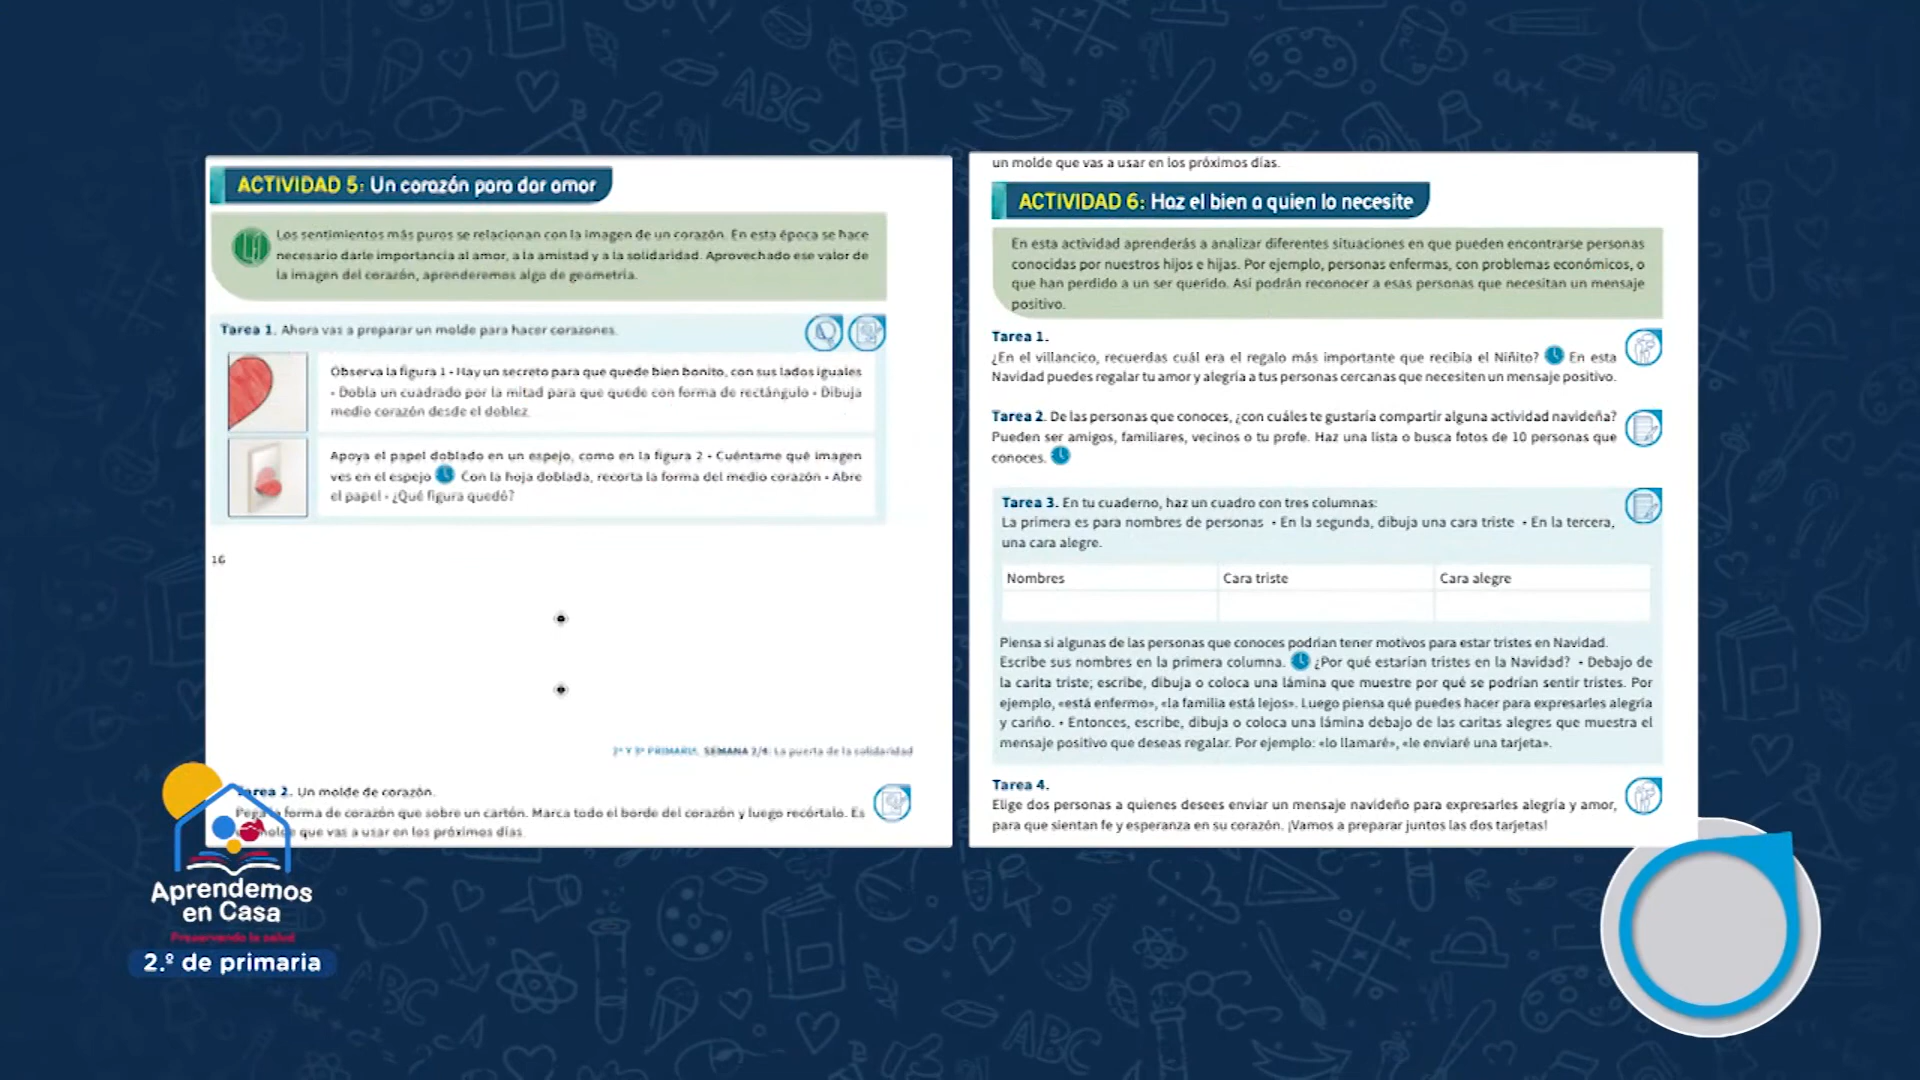 ACTIVIDAD 5: Un corazón para dar amor
Los sentimientos más puros se relacionan con la imagen de un corazón. En esta época se hace
necesario darle importancia al amor, a la amistad y a la solidaridad. Aprovechado ese valor de
la imagen del corazón, aprenderemos algo de geometría.
Tarea 1. Ahora vas a preparar un molde para hacer corazones.
Observa la figura 1 • Hay un secreto para que quede bien bonito, con sus lados iguales
• Dobla un cuadrado por la mitad para que quede con forma de rectángulo • Dibuja
medio corazón desde el doblez
Apoya el papel doblado en un espejo, como en la figura 2 • Cuéntame qué imagen
ves en el espejo Con la hoja doblada, recorta la forma del medio corazón • Abre
el papel • ¿Qué figura quedó?
16
2º Y 3º PRIMARIA, SEMANA 2/4: La puerta de la solidaridad
Tarea 2. Un molde de corazón.
Pega la forma de corazón que sobre un cartón. Marca todo el borde del corazón y luego recórtalo. Es
molde que vas a usar en los próximos días.
un molde que vas a usar en los próximos días.
ACTIVIDAD 6: Haz el bien a quien lo necesite
En esta actividad aprenderás a analizar diferentes situaciones en que pueden encontrarse personas
conocidas por nuestros hijos e hijas. Por ejemplo, personas enfermas, con problemas económicos, o
que han perdido a un ser querido. Así podrán reconocer a esas personas que necesitan un mensaje
positivo.
Tarea 1.
¿En el villancico, recuerdas cuál era el regalo más importante que recibía el Niñito? En esta
Navidad puedes regalar tu amor y alegría a tus personas cercanas que necesiten un mensaje positivo.
Tarea 2. De las personas que conoces, ¿con cuáles te gustaría compartir alguna actividad navideña?
Pueden ser amigos, familiares, vecinos o tu profe. Haz una lista o busca fotos de 10 personas que
conoces.
Tarea 3. En tu cuaderno, haz un cuadro con tres columnas:
La primera es para nombres de personas • En la segunda, dibuja una cara triste • En la tercera,
una cara alegre.
Nombres Cara triste Cara alegre
Piensa si algunas de las personas que conoces podrían tener motivos para estar tristes en Navidad.
Escribe sus nombres en la primera columna. ¿Por qué estarían tristes en la Navidad? • Debajo de
la carita triste; escribe, dibuja o coloca una lámina que muestre por qué se podrían sentir tristes. Por
ejemplo, «está enfermo», «la familia está lejos». Luego piensa qué puedes hacer para expresarles alegría
y cariño. • Entonces, escribe, dibuja o coloca una lámina debajo de las caritas alegres que muestra el
mensaje positivo que deseas regalar. Por ejemplo: «lo llamaré», «le enviaré una tarjeta».
Tarea 4.
Elige dos personas a quienes desees enviar un mensaje navideño para expresarles alegría y amor,
para que sientan fe y esperanza en su corazón. ¡Vamos a preparar juntos las dos tarjetas!
Aprendemos
en Casa
Preservando la salud
2.º de primaria